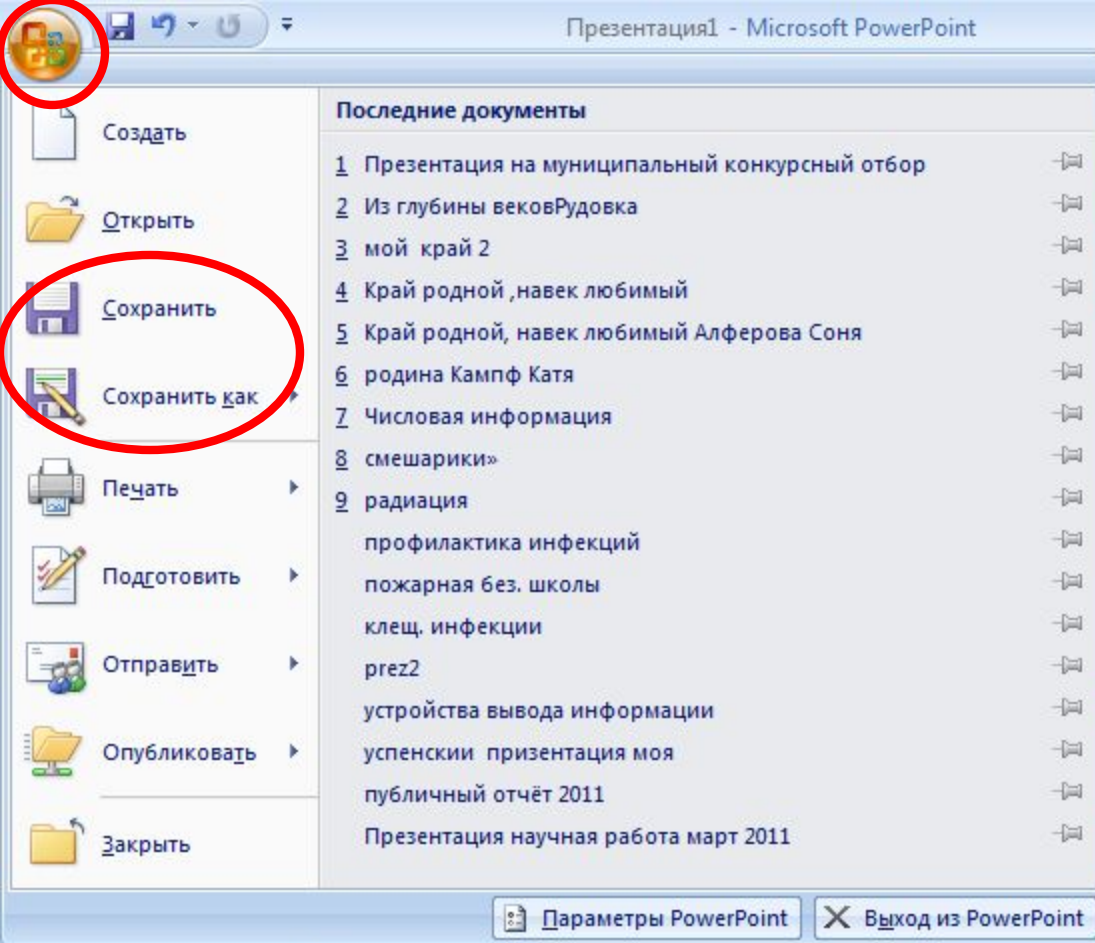 Презентация1 - Microsoft PowerPoint
Создать
Открыть
Сохранить
Сохранить как
Печать
Подготовить
Отправить
Опубликовать
Закрыть
Последние документы
1 Презентация на муниципальный конкурсный отбор
2 Из глубины вековРудовка
3 мой край 2
4 Край родной ,навек любимый
5 Край родной, навек любимый Алферова Соня
6 родина Кампф Катя
7 Числовая информация
8 смешарики»
9 радиация
профилактика инфекций
пожарная без. школы
клещ. инфекции
prez2
устройства вывода информации
успенскии призентация моя
публичный отчёт 2011
Презентация научная работа март 2011
Параметры PowerPoint
Выход из PowerPoint